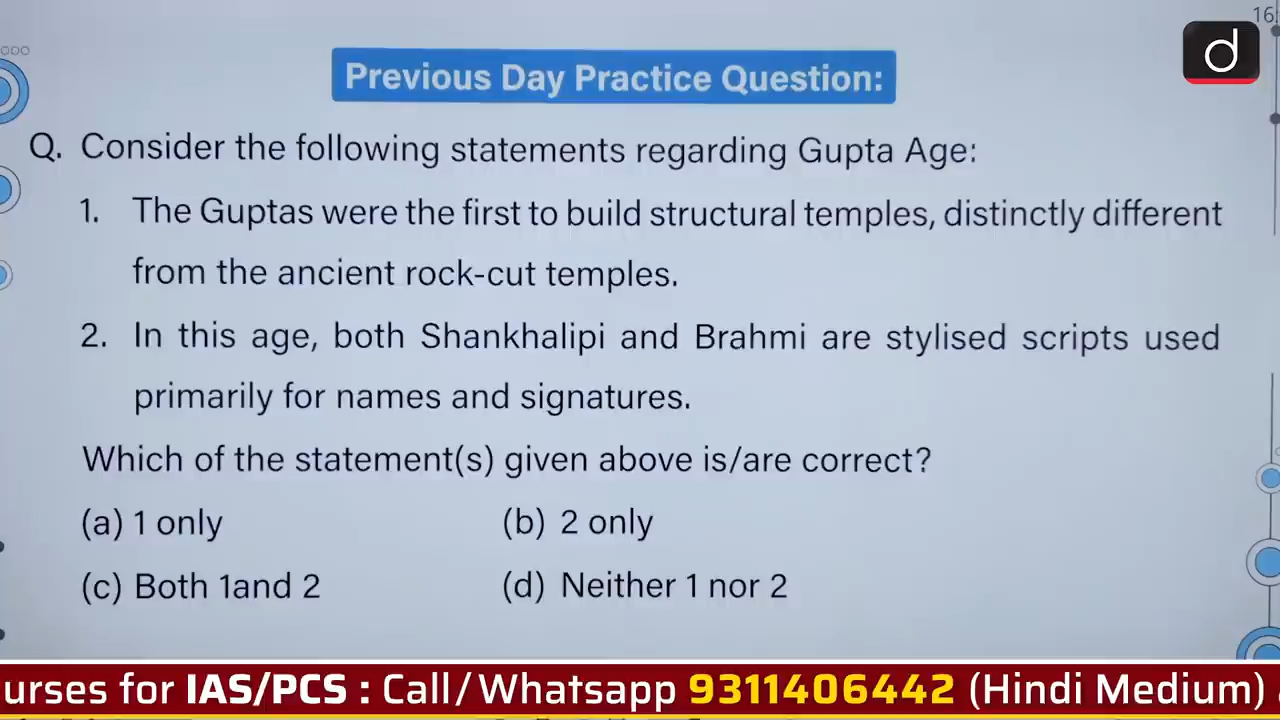 16
d
Previous Day Practice Question:
Q. Consider the following statements regarding Gupta Age:
1. The Guptas were the first to build structural temples, distinctly different
from the ancient rock-cut temples.
2. In this age, both Shankhalipi and Brahmi are stylised scripts used
primarily for names and signatures.
Which of the statement(s) given above is/are correct?
(a) 1 only (b) 2 only
(c) Both 1and 2 (d) Neither 1 nor 2
urses for IAS/PCS : Call/Whatsapp 9311406442 (Hindi Medium)